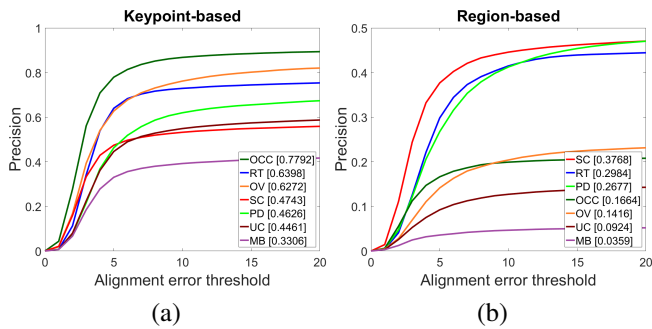 Keypoint-based
1
0.8
0.6
0.4
0.2
0
Precision
OCC [0.7792]
RT [0.6398]
OV [0.6272]
SC [0.4743]
PD [0.4626]
UC [0.4461]
MB [0.3306]
0 5 10 15 20
Alignment error threshold
(a)
Region-based
0.5
0.4
0.3
0.2
0.1
0
Precision
SC [0.3768]
RT [0.2984]
PD [0.2677]
OCC [0.1664]
OV [0.1416]
UC [0.0924]
MB [0.0359]
0 5 10 15 20
Alignment error threshold
(b)